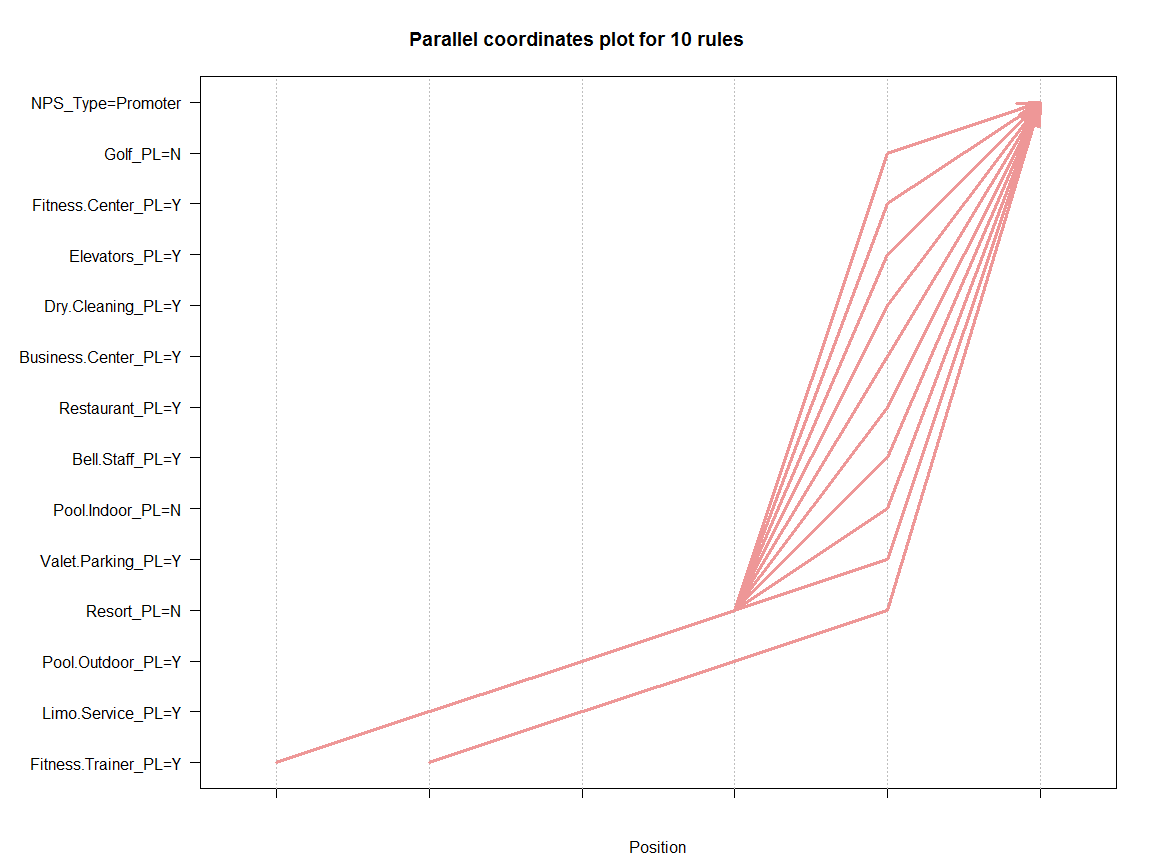 Parallel coordinates plot for 10 rules
NPS_Type=Promoter
Golf_PL=N
Fitness.Center_PL=Y
Elevators_PL=Y
Dry.Cleaning_PL=Y
Business.Center_PL=Y
Restaurant_PL=Y
Bell.Staff_PL=Y
Pool.Indoor_PL=N
Valet.Parking_PL=Y
Resort_PL=N
Pool.Outdoor_PL=Y
Limo.Service_PL=Y
Fitness.Trainer_PL=Y
Position